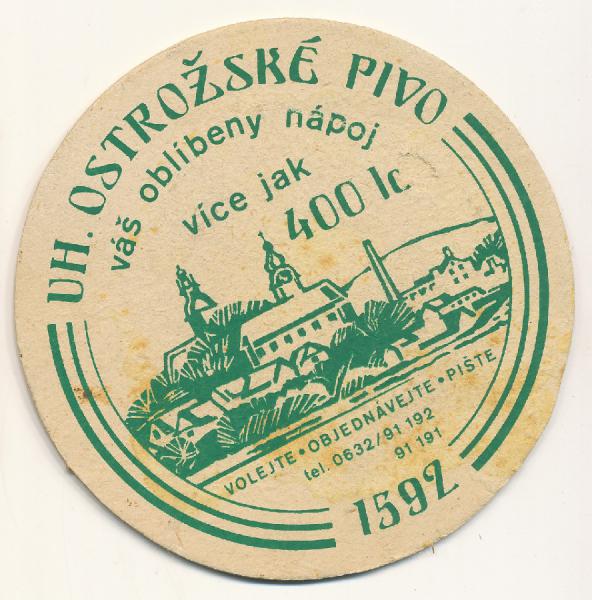 UH. OSTROŽSKÉ PIVO
váš oblíbeny nápoj
více jak
400 lc
VOLEJTE • OBJEDNÁVEJTE • PIŠTE
tel. 0632/91 192
91 191
1592